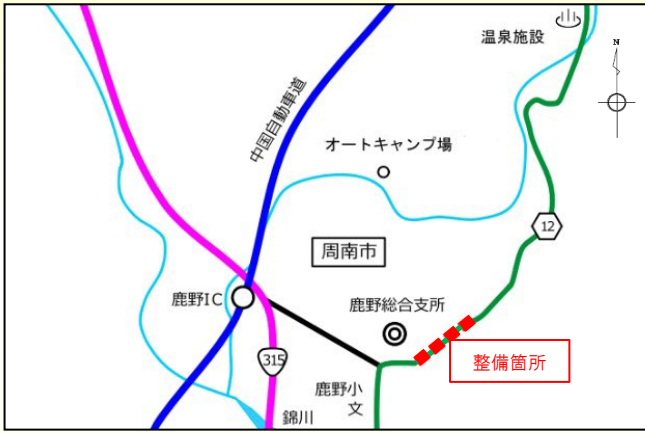 温泉施設
N
中国自動車道
オートキャンプ場
12
周南市
鹿野IC
鹿野総合支所
315
整備箇所
鹿野小
文
錦川